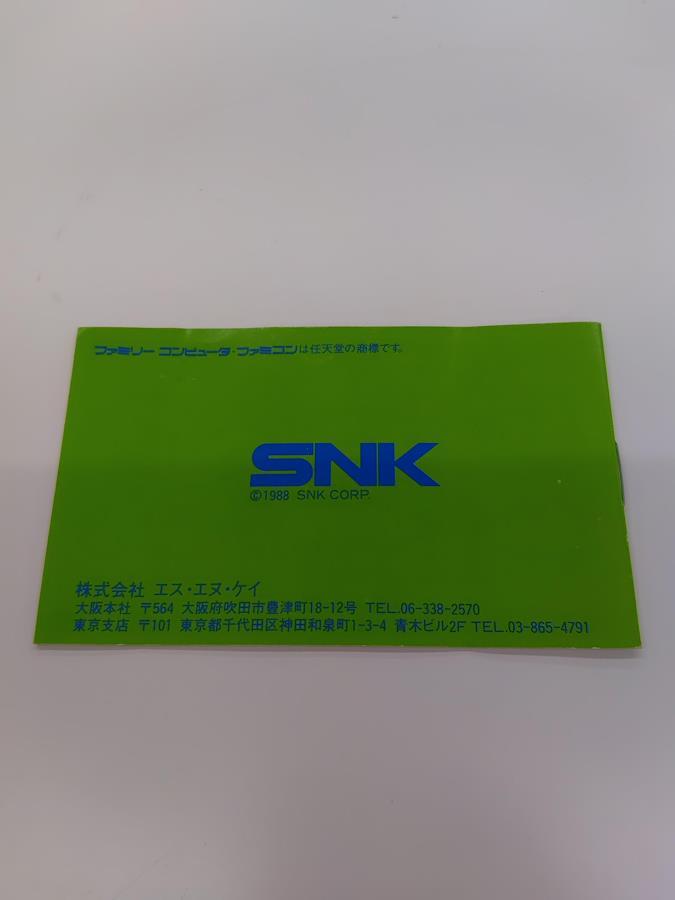 ファミリー コンピュータ・ファミコンは任天堂の商標です。
SNK
©1988 SNK CORP.
株式会社 エス・エヌ・ケイ
大阪本社 〒564 大阪府吹田市豊津町18-12号 TEL.06-338-2570
東京支店 〒101 東京都千代田区神田和泉町1-3-4 青木ビル2F TEL.03-865-4791